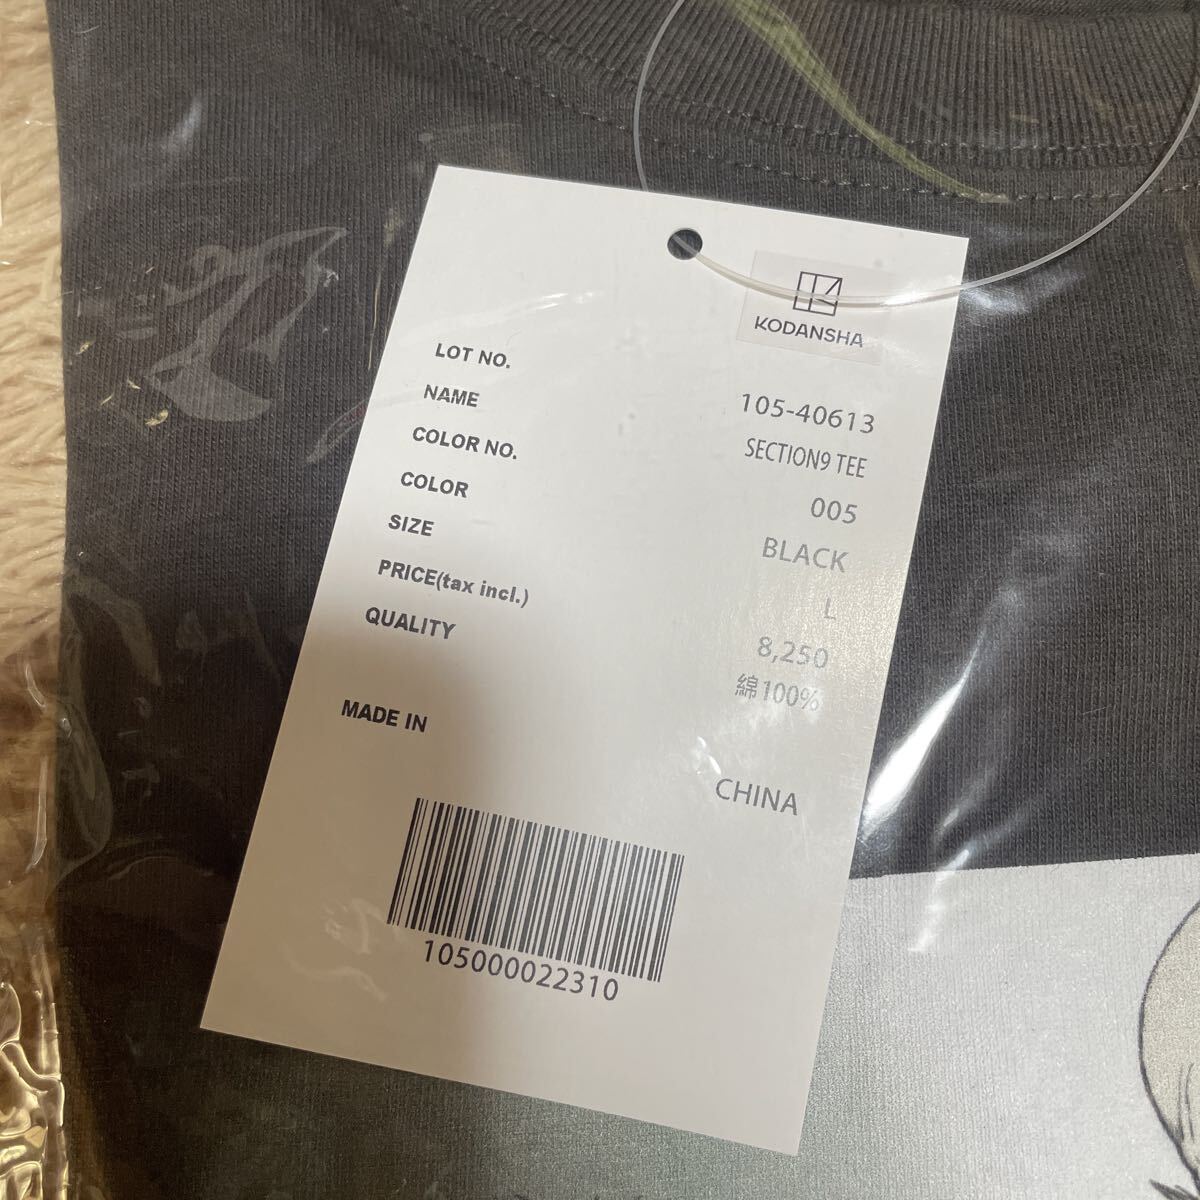 KODANSHA
LOT NO. 105-40613
NAME SECTION9 TEE
COLOR NO. 005
COLOR BLACK
SIZE L
PRICE(tax incl.) 8,250
QUALITY 綿100%
MADE IN CHINA
105000022310